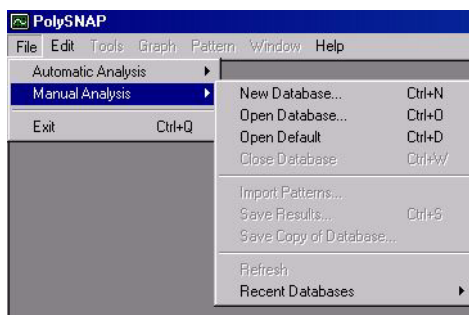 PolySNAP
File Edit Tools Graph Pattern Window Help
Automatic Analysis
Manual Analysis
Exit Ctrl+Q
New Database... Ctrl+N
Open Database... Ctrl+O
Open Default Ctrl+D
Close Database Ctrl+W
Import Patterns...
Save Results... Ctrl+S
Save Copy of Database...
Refresh
Recent Databases